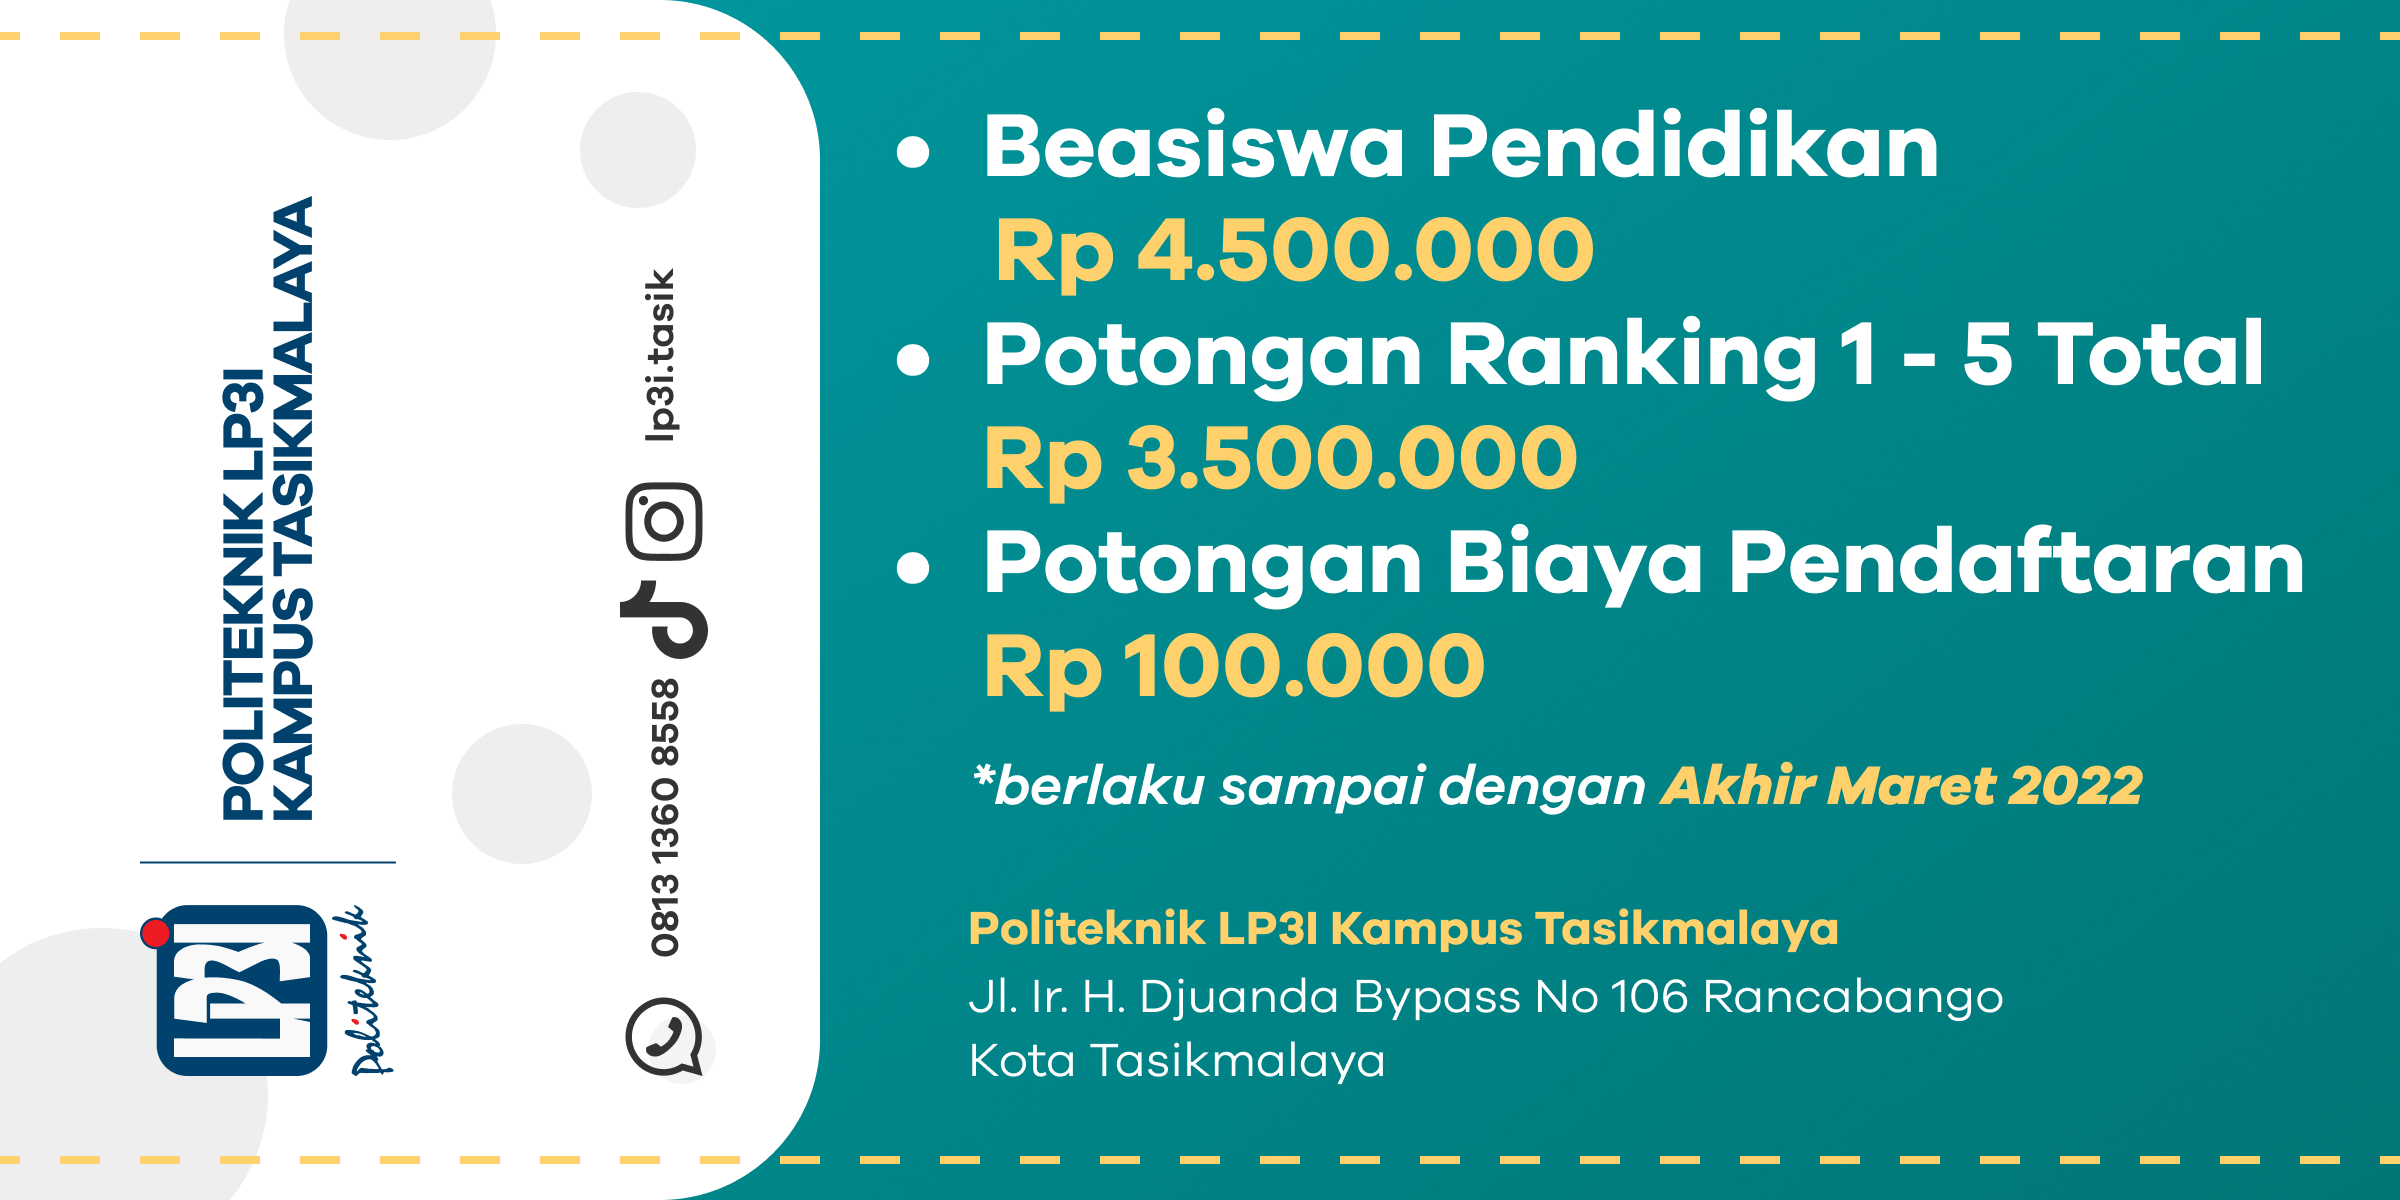 POLITEKNIK LP3I
KAMPUS TASIKMALAYA
LP3I
Politeknik
lp3i.tasik
0813 1360 8558
• Beasiswa Pendidikan
Rp 4.500.000
• Potongan Ranking 1 - 5 Total
Rp 3.500.000
• Potongan Biaya Pendaftaran
Rp 100.000
*berlaku sampai dengan Akhir Maret 2022
Politeknik LP3I Kampus Tasikmalaya
Jl. Ir. H. Djuanda Bypass No 106 Rancabango
Kota Tasikmalaya